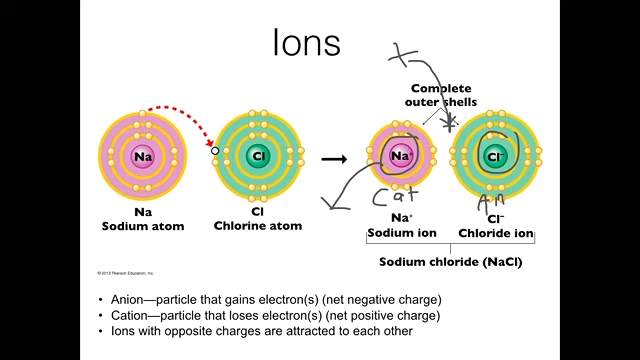 Ions
Complete
outer shells
Na
Cl
Na⁺
Cl⁻
Cat
An
Na
Sodium atom
Cl
Chlorine atom
Na⁺
Sodium ion
Cl⁻
Chloride ion
Sodium chloride (NaCl)
© 2012 Pearson Education, Inc.
• Anion—particle that gains electron(s) (net negative charge)
• Cation—particle that loses electron(s) (net positive charge)
• Ions with opposite charges are attracted to each other